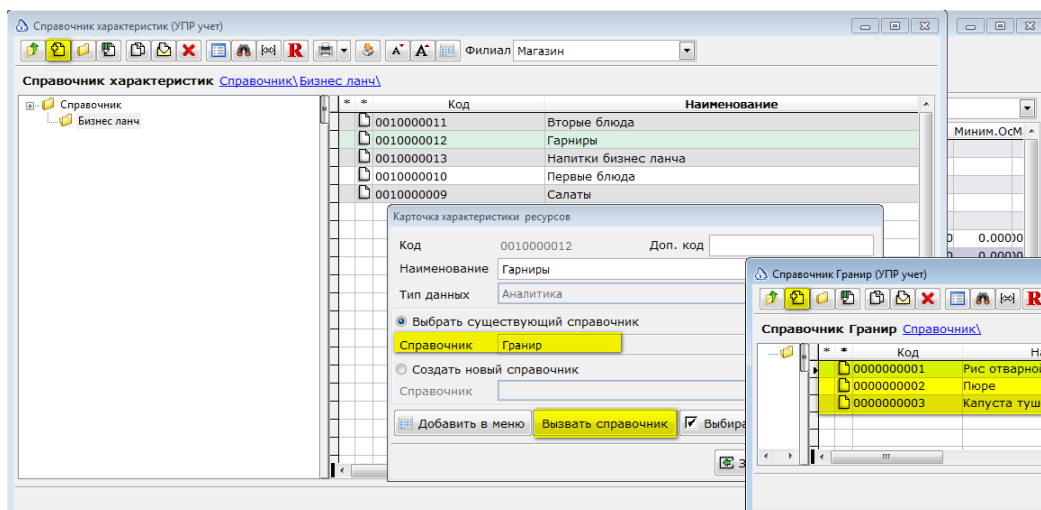 Справочник характеристик (УПР учет)
R
A A
Филиал Магазин
Справочник характеристик Справочник\Бизнес ланч\
Справочник
Бизнес ланч
* * Код Наименование
0010000011 Вторые блюда
0010000012 Гарниры
0010000013 Напитки бизнес ланча
0010000010 Первые блюда
0010000009 Салаты
Миним.ОсМ
0.000)0
0.000)0
Карточка характеристики ресурсов
Код 0010000012 Доп. код
Наименование Гарниры
Тип данных Аналитика
Выбрать существующий справочник
Справочник Гранир
Создать новый справочник
Справочник
Добавить в меню Вызвать справочник Выбира
З
Справочник Гранир (УПР учет)
R
Справочник Гранир Справочник\
* * Код На
0000000001 Рис отварной
0000000002 Пюре
0000000003 Капуста туш